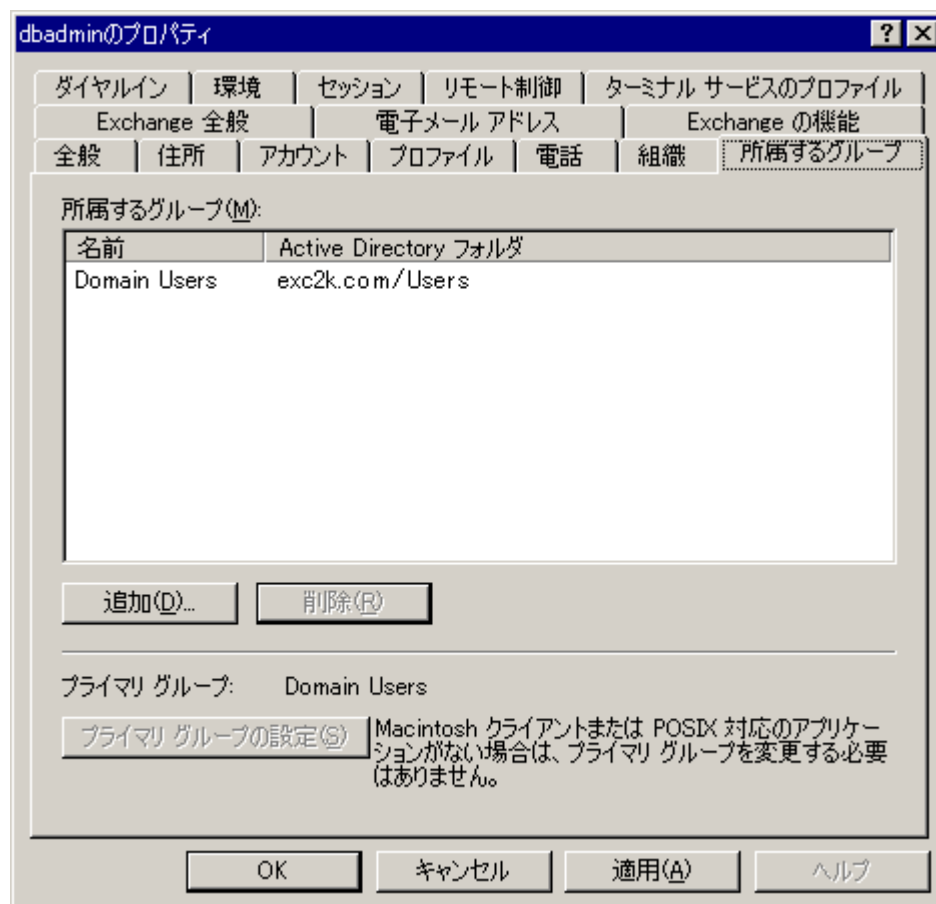 dbadminのプロパティ
ダイヤルイン 環境 セッション リモート制御 ターミナル サービスのプロファイル
Exchange 全般 電子メール アドレス Exchange の機能
全般 住所 アカウント プロファイル 電話 組織 所属するグループ
所属するグループ(M):
名前 Active Directory フォルダ
Domain Users exc2k.com/Users
追加(D)... 削除(R)
プライマリ グループ: Domain Users
プライマリ グループの設定(S)
Macintosh クライアントまたは POSIX 対応のアプリケー
ションがない場合は、プライマリ グループを変更する必要
はありません。
OK キャンセル 適用(A) ヘルプ